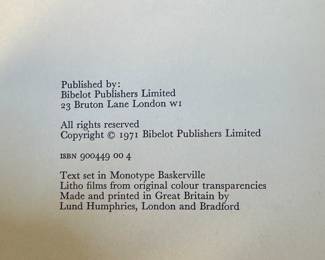 Published by:
Bibelot Publishers Limited
23 Bruton Lane London W1
All rights reserved
Copyright © 1971 Bibelot Publishers Limited
ISBN 900449 00 4
Text set in Monotype Baskerville
Litho films from original colour transparencies
Made and printed in Great Britain by
Lund Humphries, London and Bradford